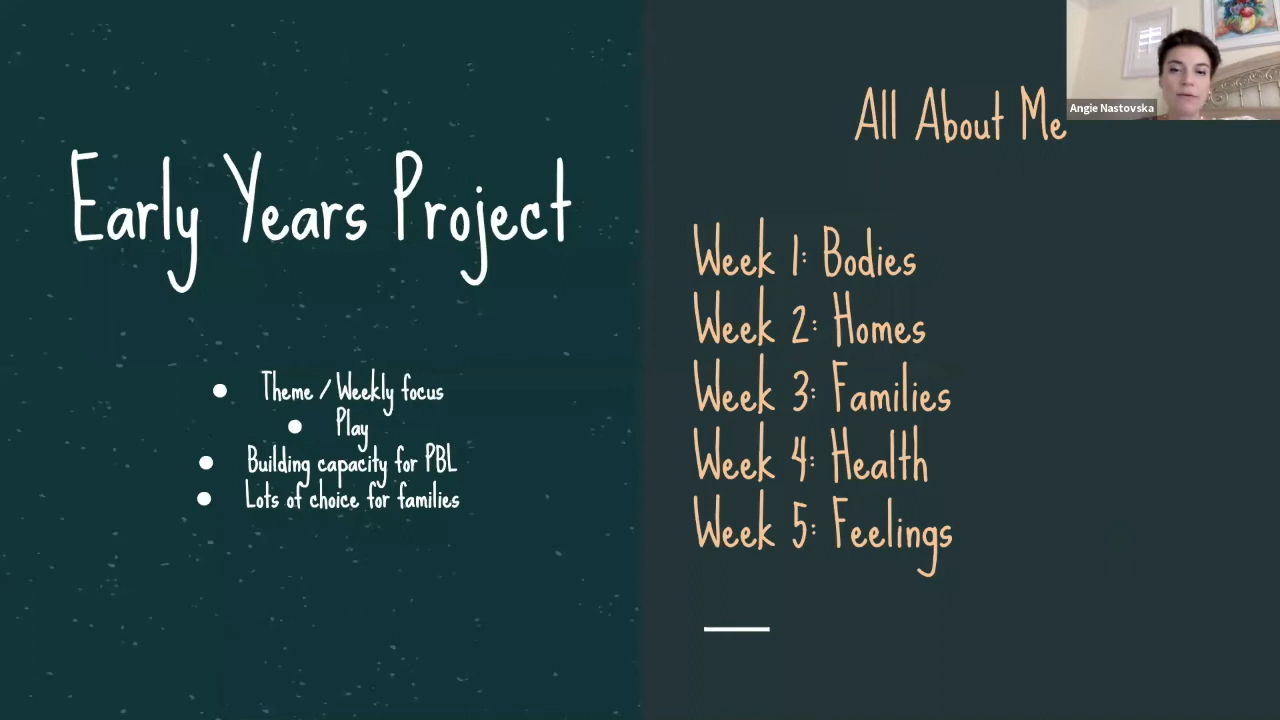 Early Years Project
Theme / Weekly focus
Play
Building capacity for PBL
Lots of choice for families
All About Me
Week 1: Bodies
Week 2: Homes
Week 3: Families
Week 4: Health
Week 5: Feelings
Angie Nastovska